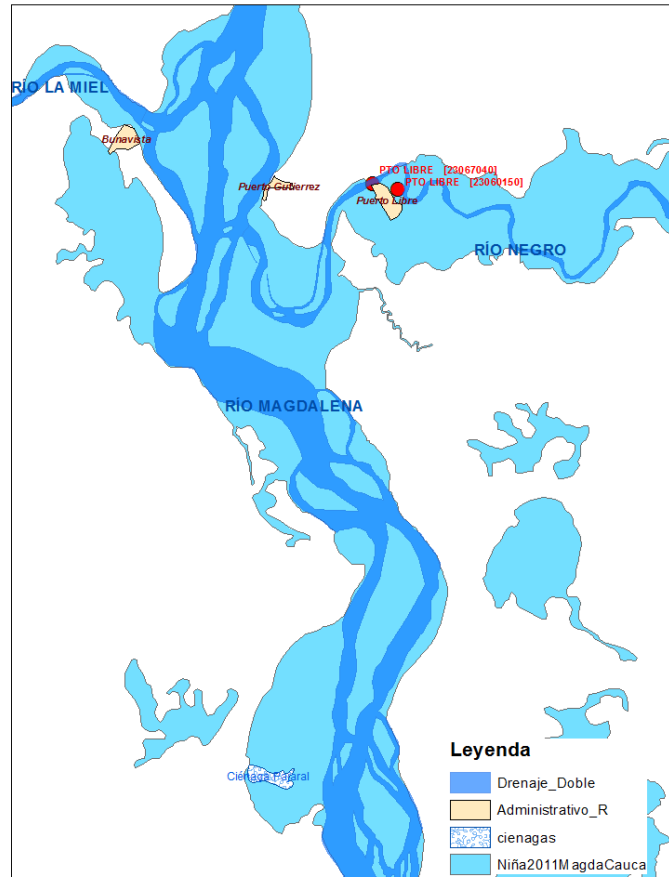 RÍO LA MIEL
Bunavista
PTO LIBRE [23067040]
Puerto Gutierrez
PTO LIBRE [23060150]
Puerto Libre
RÍO NEGRO
RÍO MAGDALENA
Ciénaga Pajaral
Leyenda
Drenaje_Doble
Administrativo_R
cienagas
Niña2011MagdaCauca